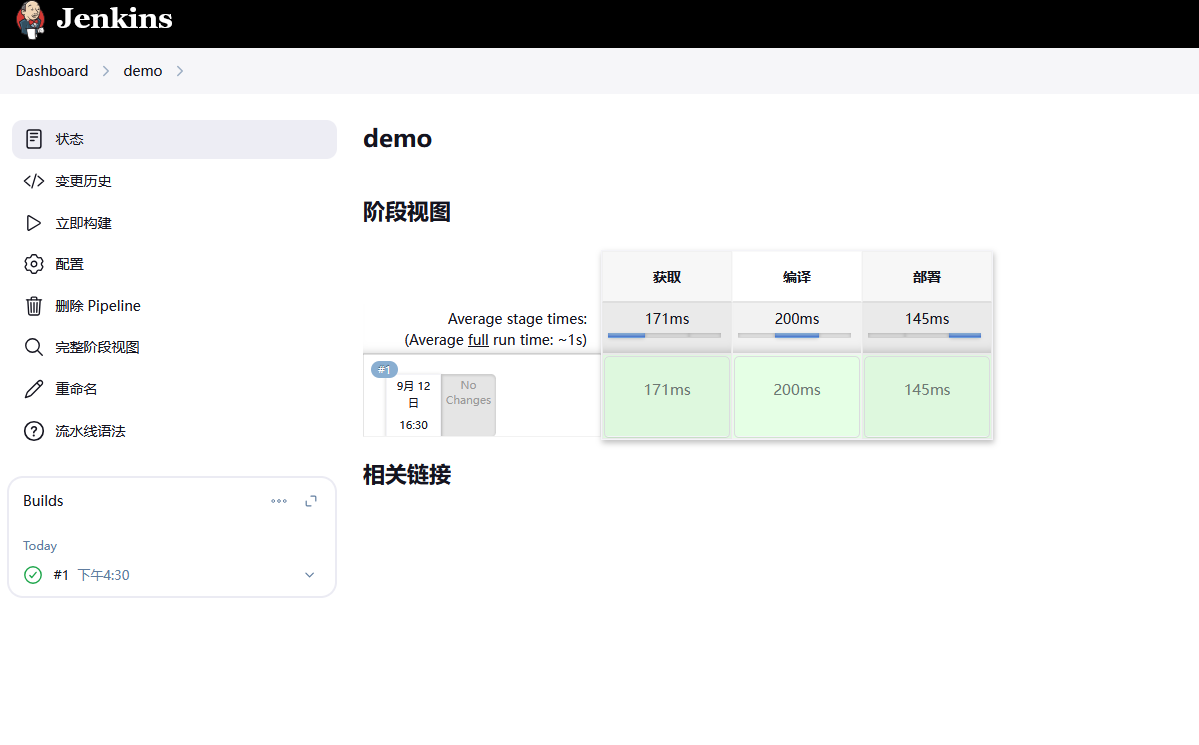 Jenkins
Dashboard
demo
状态
变更历史
立即构建
配置
删除 Pipeline
完整阶段视图
重命名
流水线语法
Builds
Today
#1 下午4:30
demo
阶段视图
获取 编译 部署
Average stage times: 171ms 200ms 145ms
(Average full run time: ~1s)
#1
9月 12
日
16:30
No
Changes
171ms 200ms 145ms
相关链接